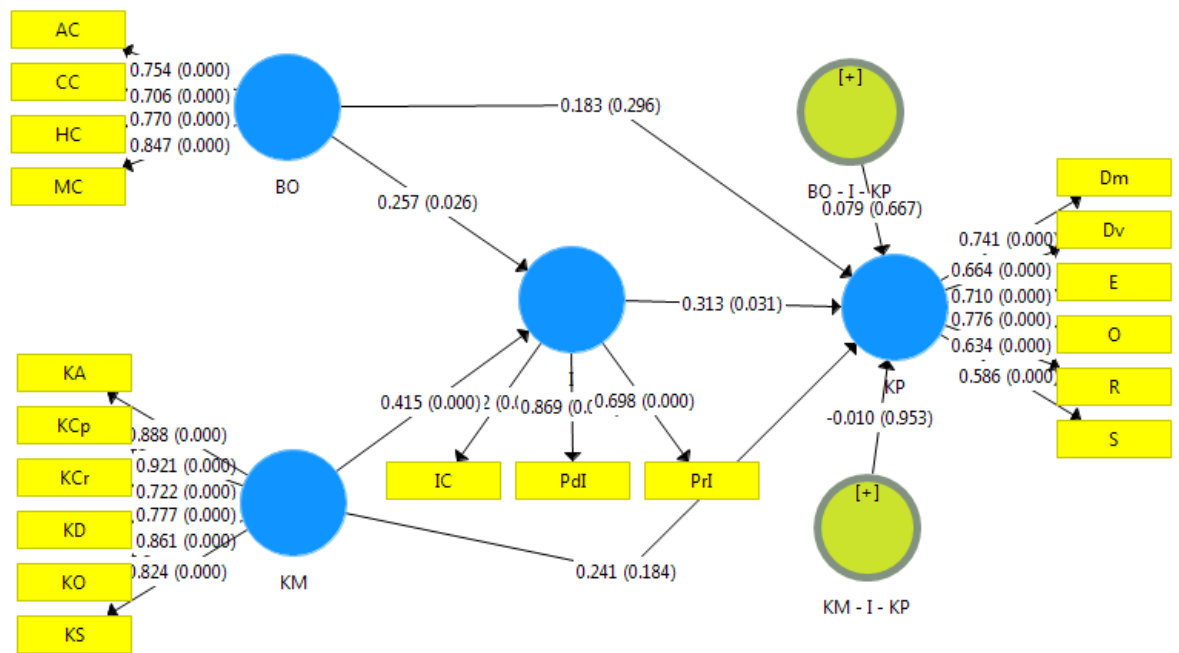 AC
CC
HC
MC
0.754 (0.000)
0.706 (0.000)
0.770 (0.000)
0.847 (0.000)
BO
0.183 (0.296)
[+]
BO - I - KP
0.079 (0.667)
0.257 (0.026)
I
0.313 (0.031)
KP
0.741 (0.000)
0.664 (0.000)
0.710 (0.000)
0.776 (0.000)
0.634 (0.000)
0.586 (0.000)
Dm
Dv
E
O
R
S
KA
KCp
KCr
KD
KO
KS
0.888 (0.000)
0.921 (0.000)
0.722 (0.000)
0.777 (0.000)
0.861 (0.000)
0.824 (0.000)
KM
0.415 (0.000)
0.869
0.698 (0.000)
IC
PdI
PrI
0.241 (0.184)
-0.010 (0.953)
[+]
KM - I - KP